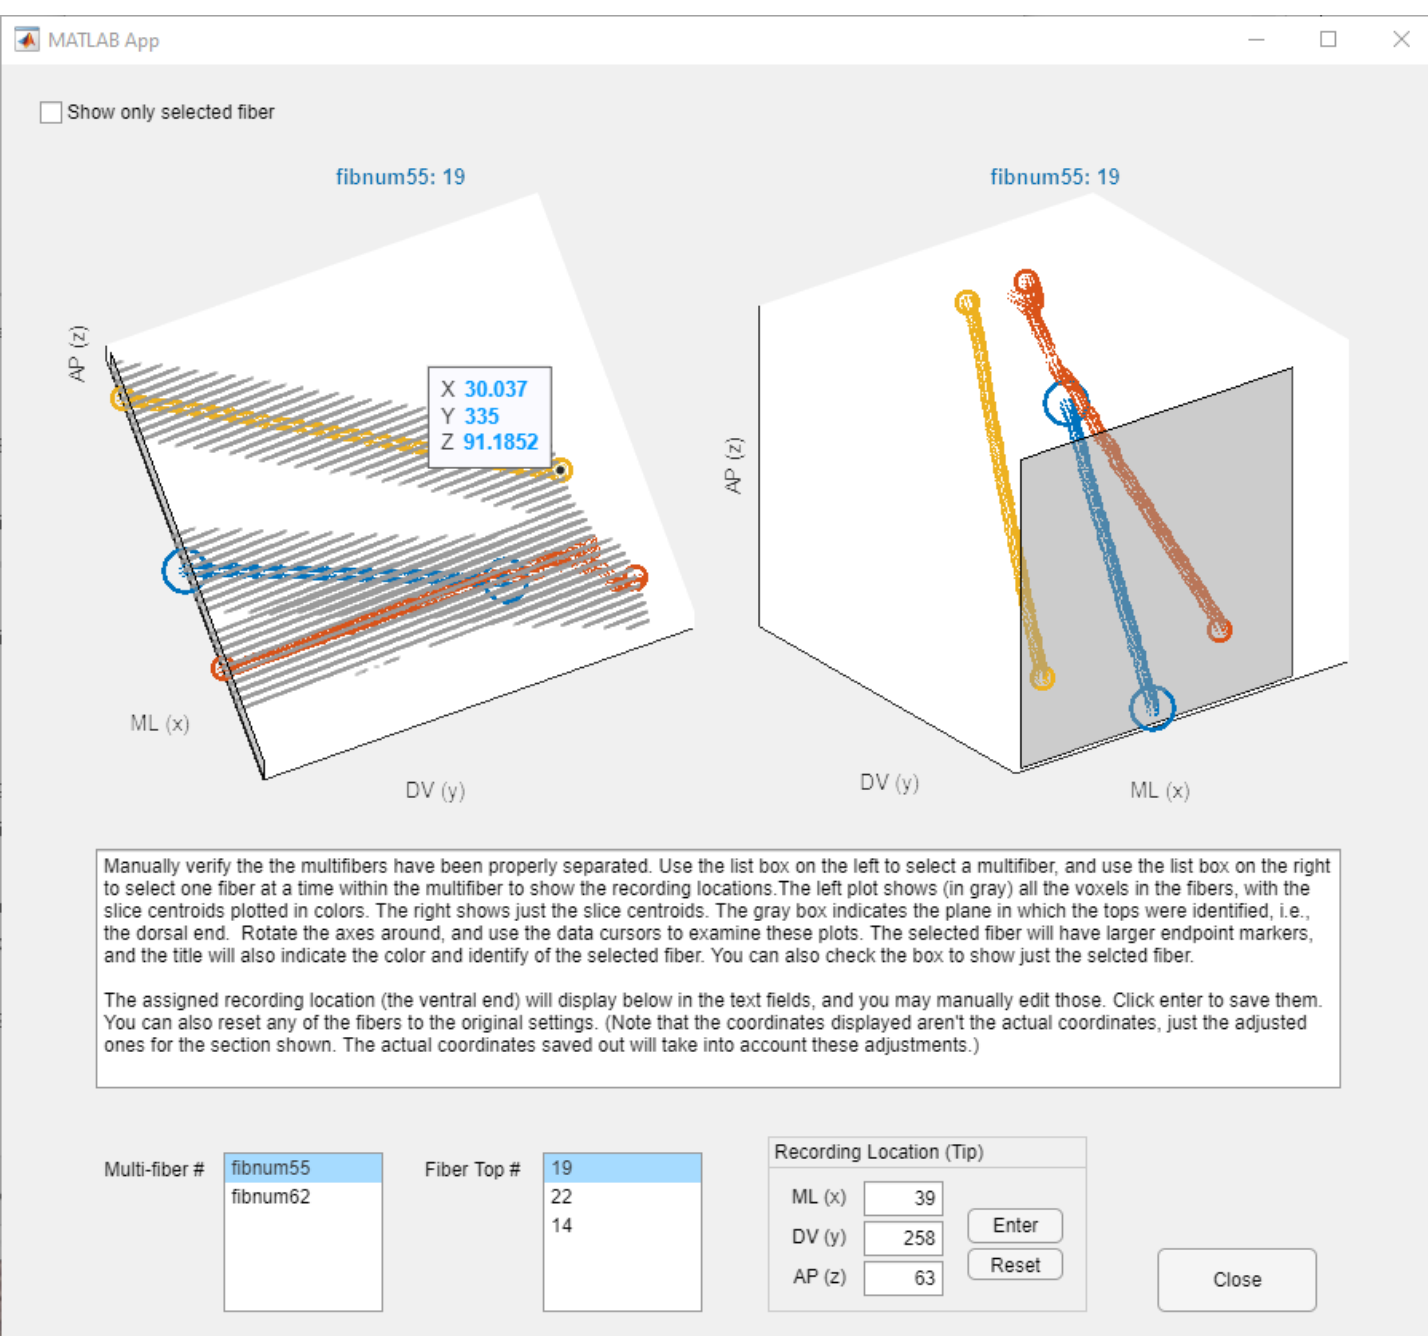 MATLAB App
Show only selected fiber
fibnum55: 19
fibnum55: 19
AP (z)
X 30.037
Y 335
Z 91.1852
ML (x)
DV (y)
AP (z)
DV (y)
ML (x)
Manually verify the the multifibers have been properly separated. Use the list box on the left to select a multifiber, and use the list box on the right
to select one fiber at a time within the multifiber to show the recording locations.The left plot shows (in gray) all the voxels in the fibers, with the
slice centroids plotted in colors. The right shows just the slice centroids. The gray box indicates the plane in which the tops were identified, i.e.,
the dorsal end.  Rotate the axes around, and use the data cursors to examine these plots. The selected fiber will have larger endpoint markers,
and the title will also indicate the color and identify of the selected fiber. You can also check the box to show just the selcted fiber.
The assigned recording location (the ventral end) will display below in the text fields, and you may manually edit those. Click enter to save them.
You can also reset any of the fibers to the original settings. (Note that the coordinates displayed aren't the actual coordinates, just the adjusted
ones for the section shown. The actual coordinates saved out will take into account these adjustments.)
Multi-fiber #
fibnum55
fibnum62
Fiber Top #
19
22
14
Recording Location (Tip)
ML (x) 39
DV (y) 258
AP (z) 63
Enter
Reset
Close